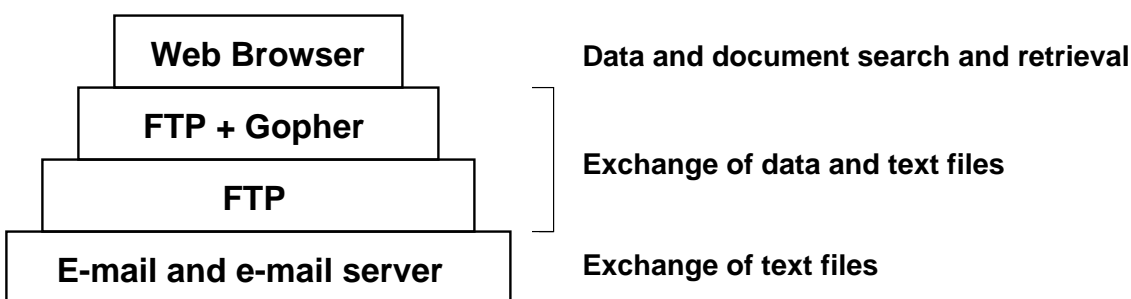 Web Browser
Data and document search and retrieval
FTP + Gopher
Exchange of data and text files
FTP
E-mail and e-mail server
Exchange of text files